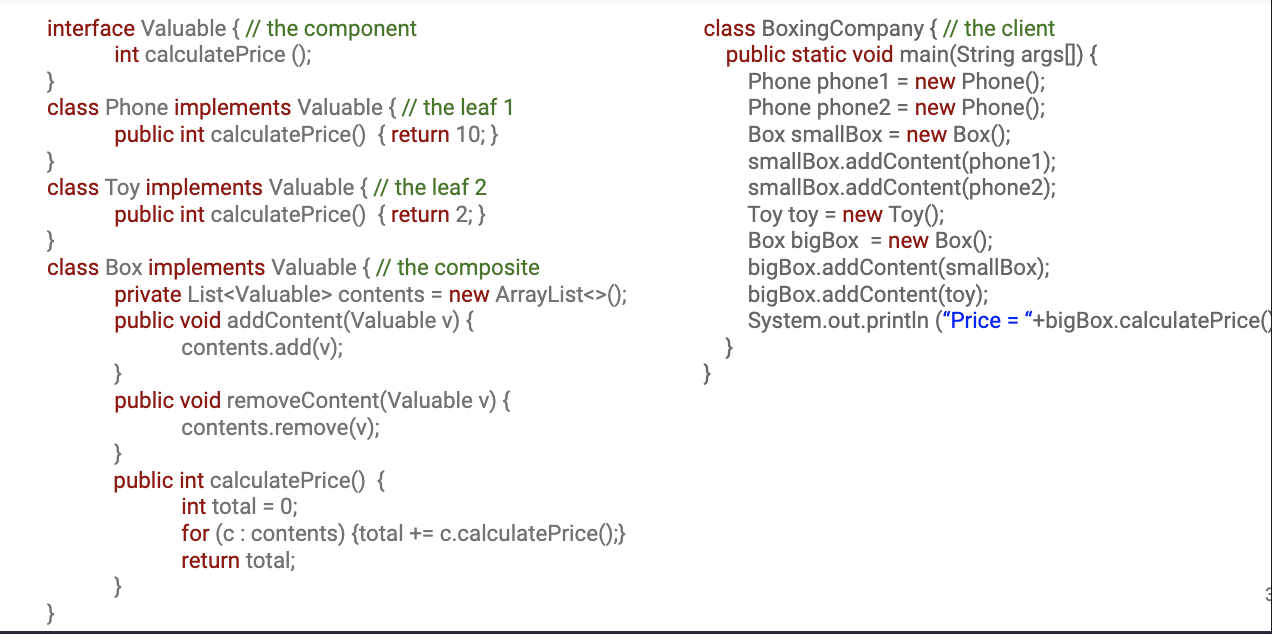 interface Valuable { // the component
int calculatePrice ();
}
class Phone implements Valuable { // the leaf 1
public int calculatePrice() { return 10; }
}
class Toy implements Valuable { // the leaf 2
public int calculatePrice() { return 2; }
}
class Box implements Valuable { // the composite
private List<Valuable> contents = new ArrayList<>();
public void addContent(Valuable v) {
contents.add(v);
}
public void removeContent(Valuable v) {
contents.remove(v);
}
public int calculatePrice() {
int total = 0;
for (c : contents) {total += c.calculatePrice();}
return total;
}
}
class BoxingCompany { // the client
public static void main(String args[]) {
Phone phone1 = new Phone();
Phone phone2 = new Phone();
Box smallBox = new Box();
smallBox.addContent(phone1);
smallBox.addContent(phone2);
Toy toy = new Toy();
Box bigBox = new Box();
bigBox.addContent(smallBox);
bigBox.addContent(toy);
System.out.println (“Price = “+bigBox.calculatePrice()
}
}